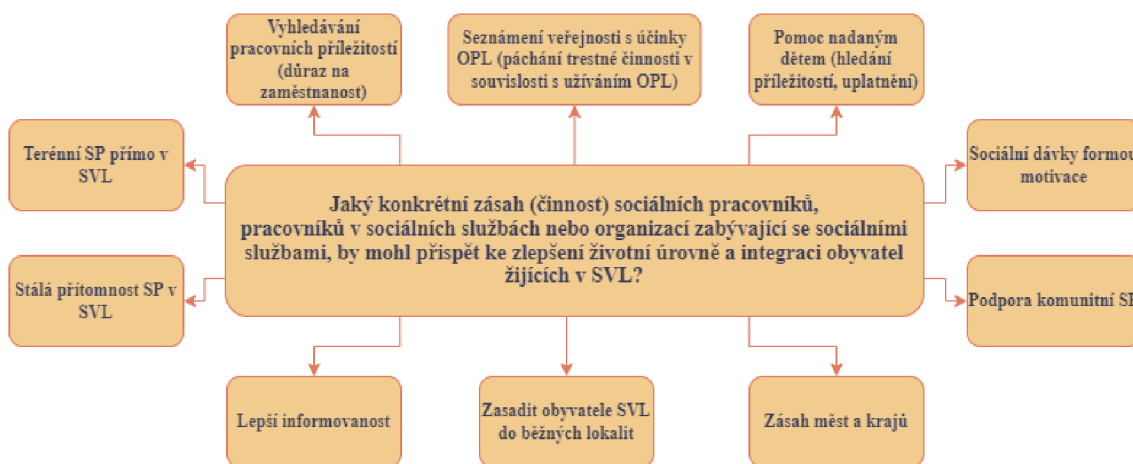 Vyhledávání
pracovních příležitostí
(důraz na
zaměstnanost)
Seznámení veřejnosti s účinky
OPL (páchání trestné činnosti v
souvislosti s užíváním OPL)
Pomoc nadaným
dětem (hledání
příležitostí, uplatnění)
Terénní SP přímo v
SVL
Sociální dávky formou
motivace
Jaký konkrétní zásah (činnost) sociálních pracovníků,
pracovníků v sociálních službách nebo organizací zabývající se sociálními
službami, by mohl přispět ke zlepšení životní úrovně a integraci obyvatel
žijících v SVL?
Stálá přítomnost SP v
SVL
Podpora komunitní SP
Lepší informovanost
Zasadit obyvatele SVL
do běžných lokalit
Zásah měst a krajů